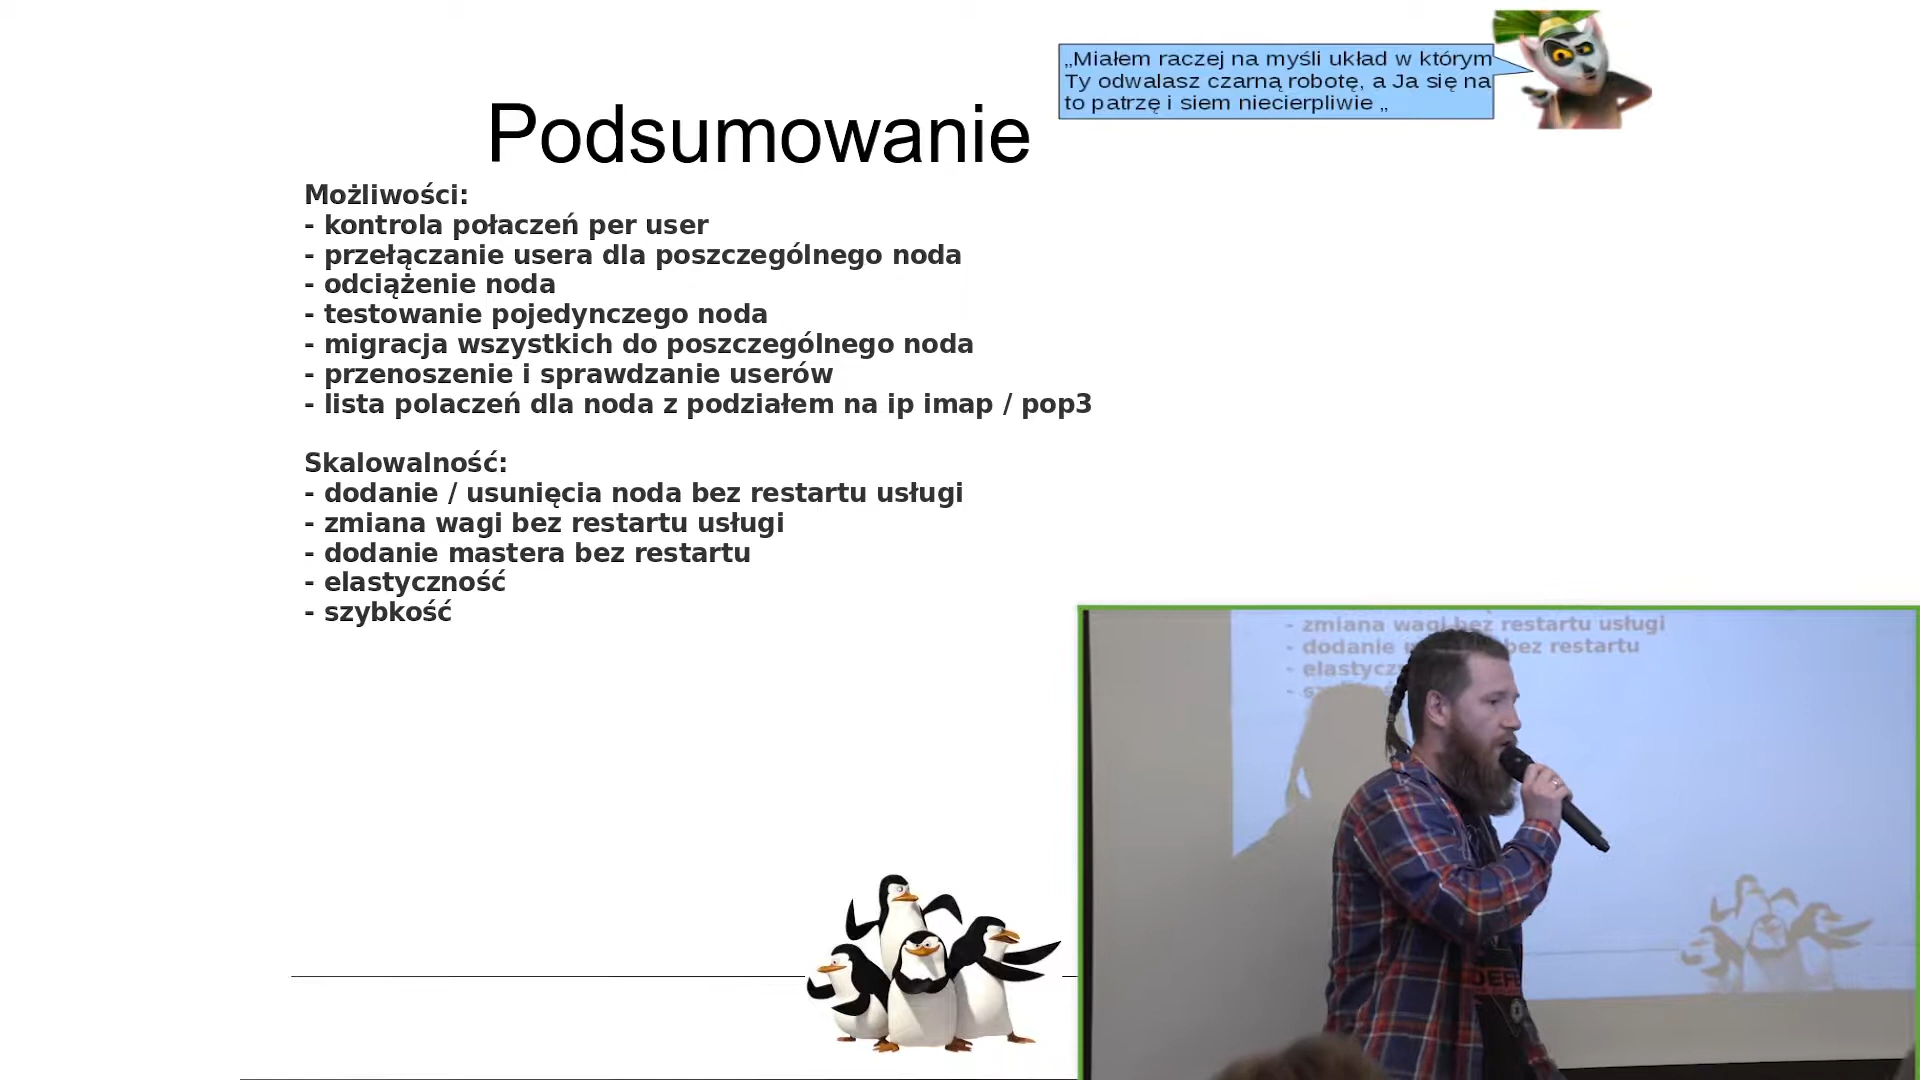 „Miałem raczej na myśli układ w którym
Ty odwalasz czarną robotę, a Ja się na
to patrzę i siem niecierpliwie „
Podsumowanie
Możliwości:
- kontrola połaczeń per user
- przełączanie usera dla poszczególnego noda
- odciążenie noda
- testowanie pojedynczego noda
- migracja wszystkich do poszczególnego noda
- przenoszenie i sprawdzanie userów
- lista polaczeń dla noda z podziałem na ip imap / pop3
Skalowalność:
- dodanie / usunięcia noda bez restartu usługi
- zmiana wagi bez restartu usługi
- dodanie mastera bez restartu
- elastyczność
- szybkość
- zmiana wagi bez restartu usługi
- dodanie bez restartu